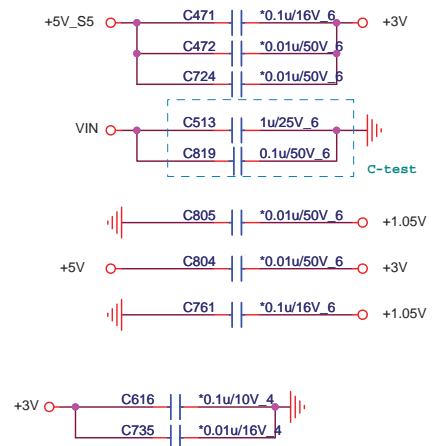 +5V_S5 C471 *0.1u/16V_6 +3V
C472 *0.01u/50V_6
C724 *0.01u/50V_6
VIN C513 1u/25V_6
C819 0.1u/50V_6
C-test
C805 *0.01u/50V_6 +1.05V
+5V C804 *0.01u/50V_6 +3V
C761 *0.1u/16V_6 +1.05V
+3V C616 *0.1u/10V_4
C735 *0.01u/16V_4